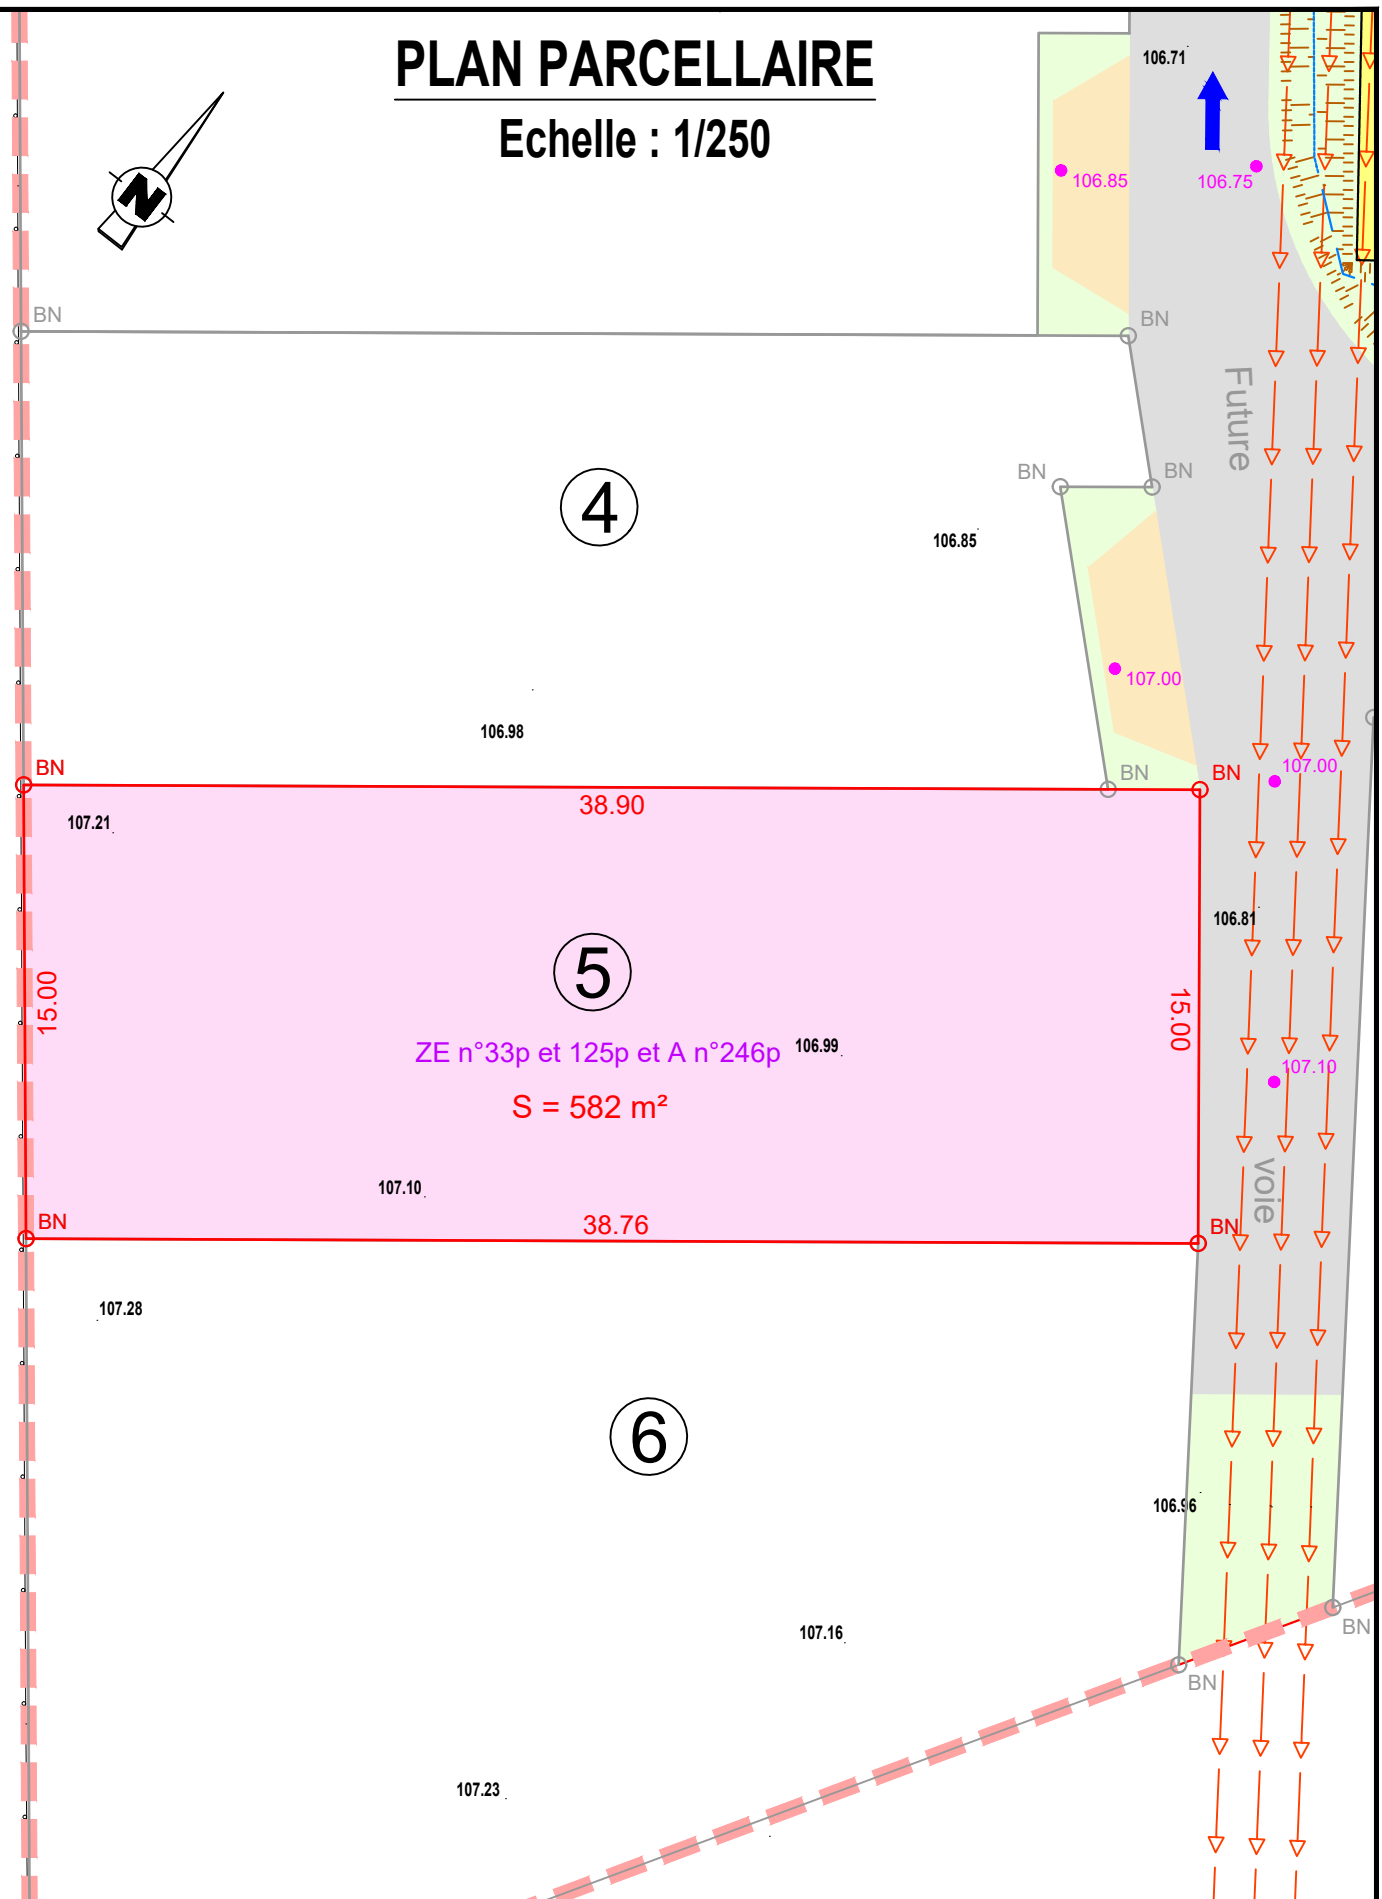 PLAN PARCELLAIRE
Echelle : 1/250
N
106.71
106.85
106.75
BN
BN
Future
4
BN
BN
106.85
107.00
106.98
BN
BN
BN
107.00
38.90
107.21
106.81
5
15.00
15.00
ZE n°33p et 125p et A n°246p
106.99
107.10
S = 582 m²
voie
107.10
BN
38.76
BN
107.28
6
106.96
107.16
BN
BN
107.23